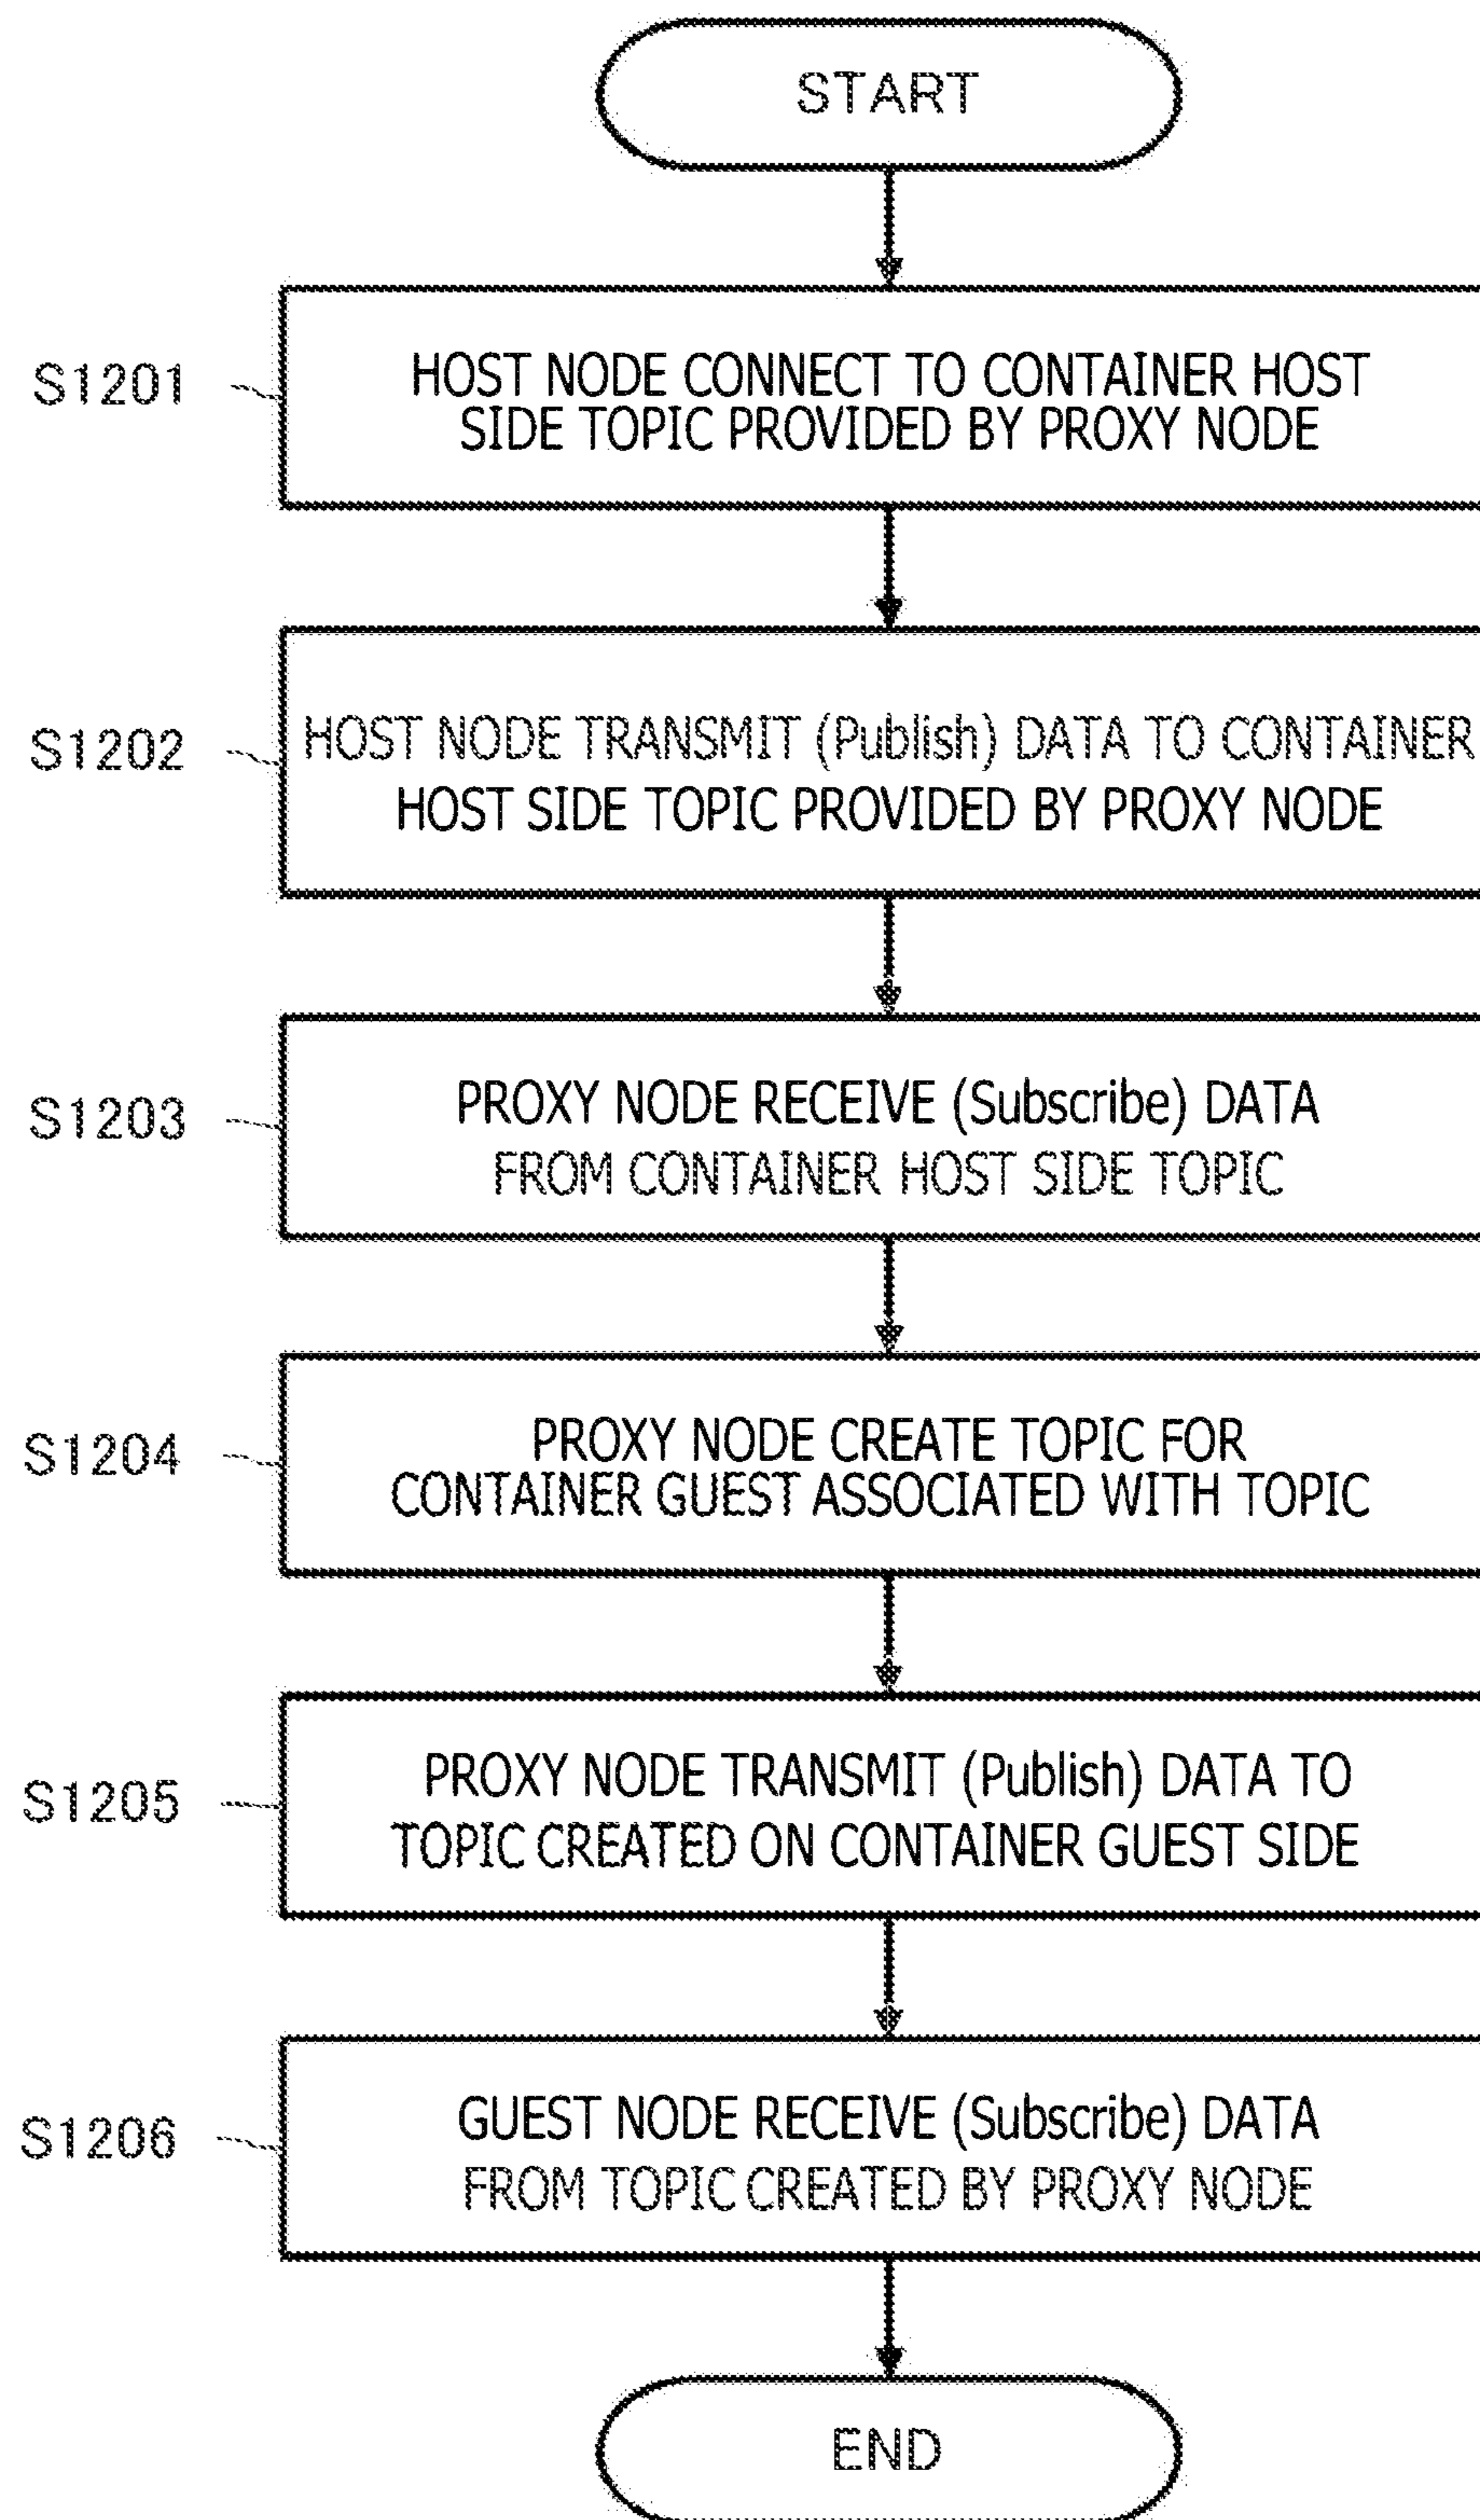 START
S1201
HOST NODE CONNECT TO CONTAINER HOST
SIDE TOPIC PROVIDED BY PROXY NODE
S1202
HOST NODE TRANSMIT (Publish) DATA TO CONTAINER
HOST SIDE TOPIC PROVIDED BY PROXY NODE
S1203
PROXY NODE RECEIVE (Subscribe) DATA
FROM CONTAINER HOST SIDE TOPIC
S1204
PROXY NODE CREATE TOPIC FOR
CONTAINER GUEST ASSOCIATED WITH TOPIC
S1205
PROXY NODE TRANSMIT (Publish) DATA TO
TOPIC CREATED ON CONTAINER GUEST SIDE
S1206
GUEST NODE RECEIVE (Subscribe) DATA
FROM TOPIC CREATED BY PROXY NODE
END